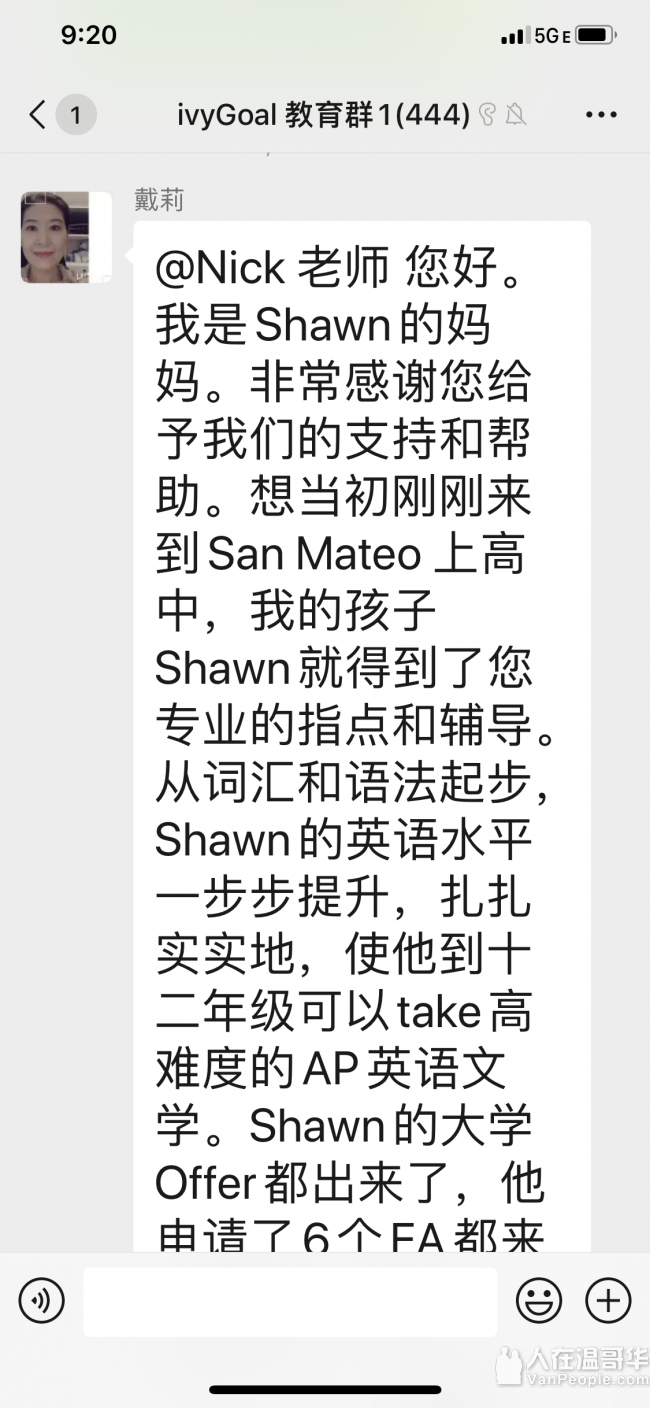 9:20
5GE
1
ivyGoal 教育群1(444)
戴莉
@Nick 老师 您好。
我是Shawn的妈
妈。非常感谢您给
予我们的支持和帮
助。想当初刚刚来
到San Mateo 上高
中，我的孩子
Shawn就得到了您
专业的指点和辅导。
从词汇和语法起步，
Shawn的英语水平
一步步提升，扎扎
实实地，使他到十
二年级可以take高
难度的AP英语文
学。Shawn的大学
Offer都出来了，他
申请了6个EA都来
人在温哥华
VanPeople.com